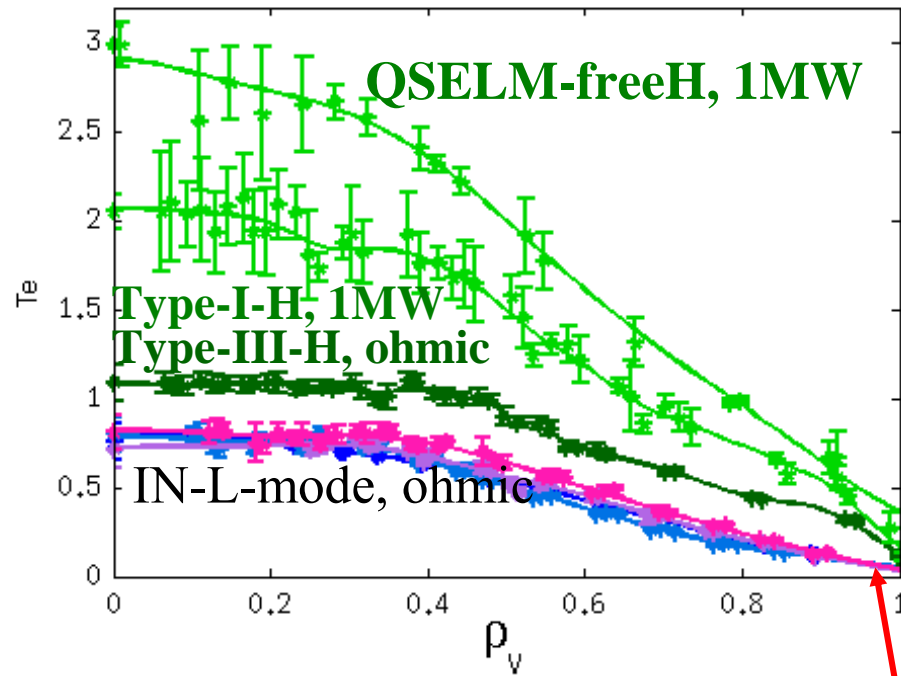 3
QSELM-freeH, 1MW
2.5
2
Te
1.5
Type-I-H, 1MW
Type-III-H, ohmic
1
0.5
IN-L-mode, ohmic
0
0 0.2 0.4 0.6 0.8 1
ρv